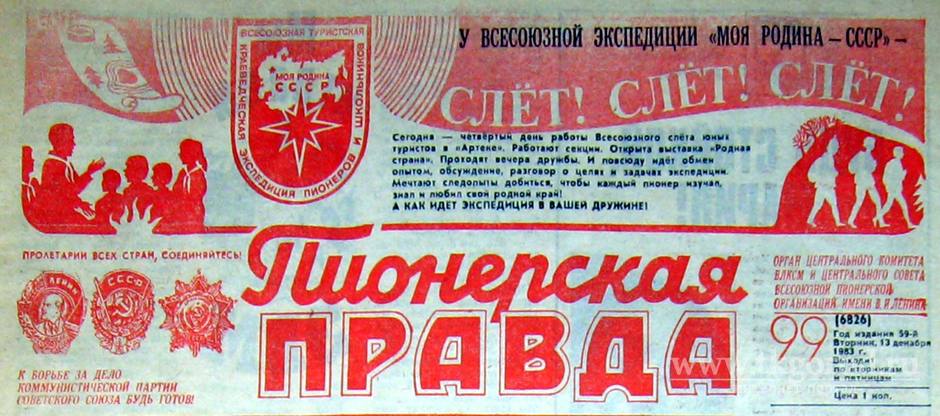 У ВСЕСОЮЗНОЙ ЭКСПЕДИЦИИ «МОЯ РОДИНА — СССР» —
СЛЁТ! СЛЁТ! СЛЁТ!
ВСЕСОЮЗНАЯ ТУРИСТСКАЯ
КРАЕВЕДЧЕСКАЯ ЭКСПЕДИЦИЯ ПИОНЕРОВ И ШКОЛЬНИКОВ
МОЯ РОДИНА
СССР
Сегодня — четвёртый день работы Всесоюзного слёта юных
туристов в «Артеке». Работают секции. Открыта выставка «Родная
страна». Проходят вечера дружбы. И повсюду идёт обмен
опытом, обсуждение, разговор о целях и задачах экспедиции.
Мечтают следопыты добиться, чтобы каждый пионер изучал,
знал и любил свой родной край!
А КАК ИДЕТ ЭКСПЕДИЦИЯ В ВАШЕЙ ДРУЖИНЕ!
ПРОЛЕТАРИИ ВСЕХ СТРАН, СОЕДИНЯЙТЕСЬ!
ЛЕНИН
СССР
К БОРЬБЕ ЗА ДЕЛО
КОММУНИСТИЧЕСКОЙ ПАРТИИ
СОВЕТСКОГО СОЮЗА БУДЬ ГОТОВ!
Пионерская
ПРАВДА
ОРГАН ЦЕНТРАЛЬНОГО КОМИТЕТА
ВЛКСМ И ЦЕНТРАЛЬНОГО СОВЕТА
ВСЕСОЮЗНОЙ ПИОНЕРСКОЙ
ОРГАНИЗАЦИИ ИМЕНИ В. И. ЛЕНИНА
99
(6826)
Год издания 59-й
Вторник, 13 декабря
1983 г.
Выходит
по вторникам
и пятницам
Цена 1 коп.